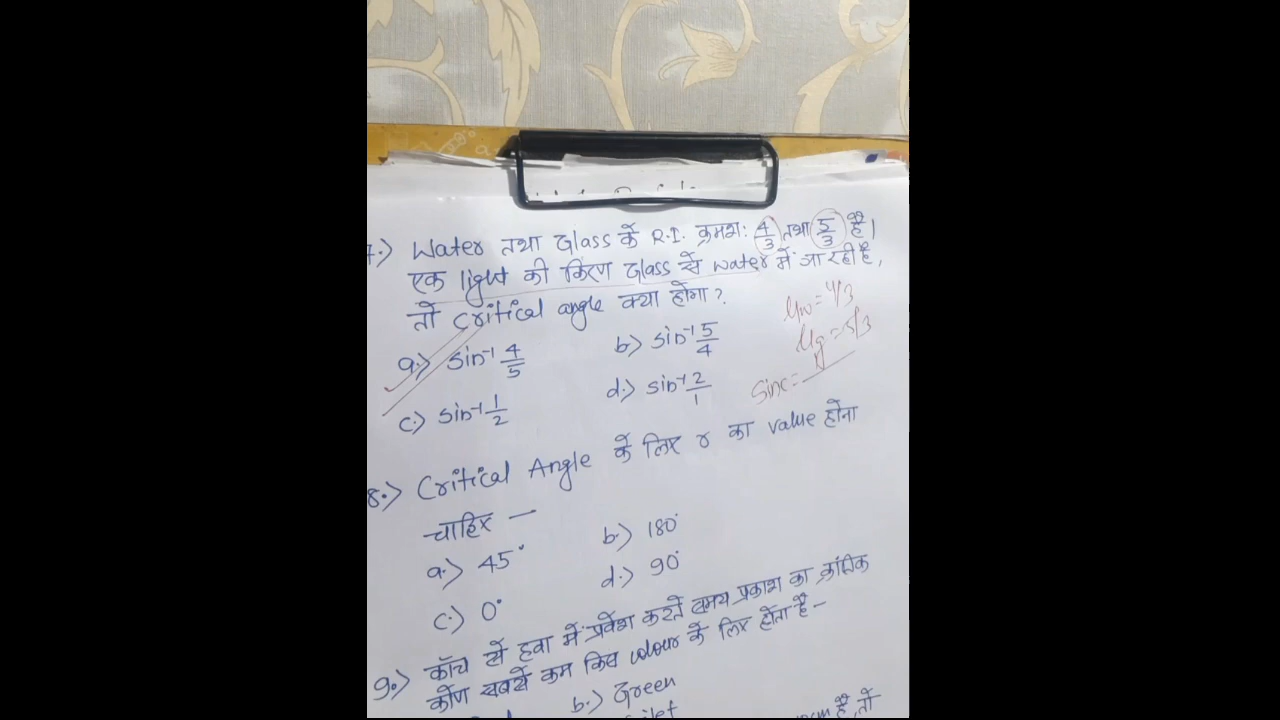 7.) Water तथा Glass के R.I. क्रमशः 4/3 तथा 5/3 है।
एक light की किरण Glass से water में जा रही है,
तो critical angle क्या होगा?
μw = 4/3
μg = 5/3
sinc =
a.) sin⁻¹ 4/5 b.) sin⁻¹ 5/4
c.) sin⁻¹ 1/2 d.) sin⁻¹ 2/1
8.) Critical Angle के लिए r का value होना
चाहिए —
a.) 45° b.) 180°
c.) 0° d.) 90°
9.) काँच से हवा में प्रवेश करते समय प्रकाश का क्रांतिक
कोण सबसे कम किस colour के लिए होता है -
b.) Green
है, तो